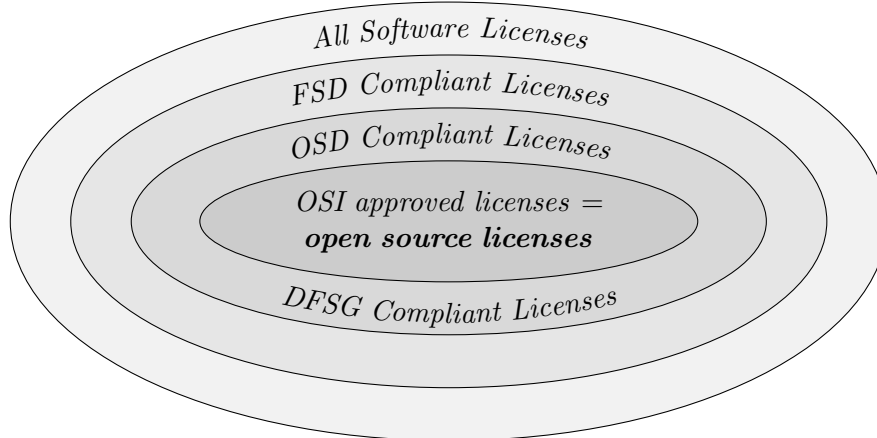 All Software Licenses
FSD Compliant Licenses
OSD Compliant Licenses
OSI approved licenses =
open source licenses
DFSG Compliant Licenses